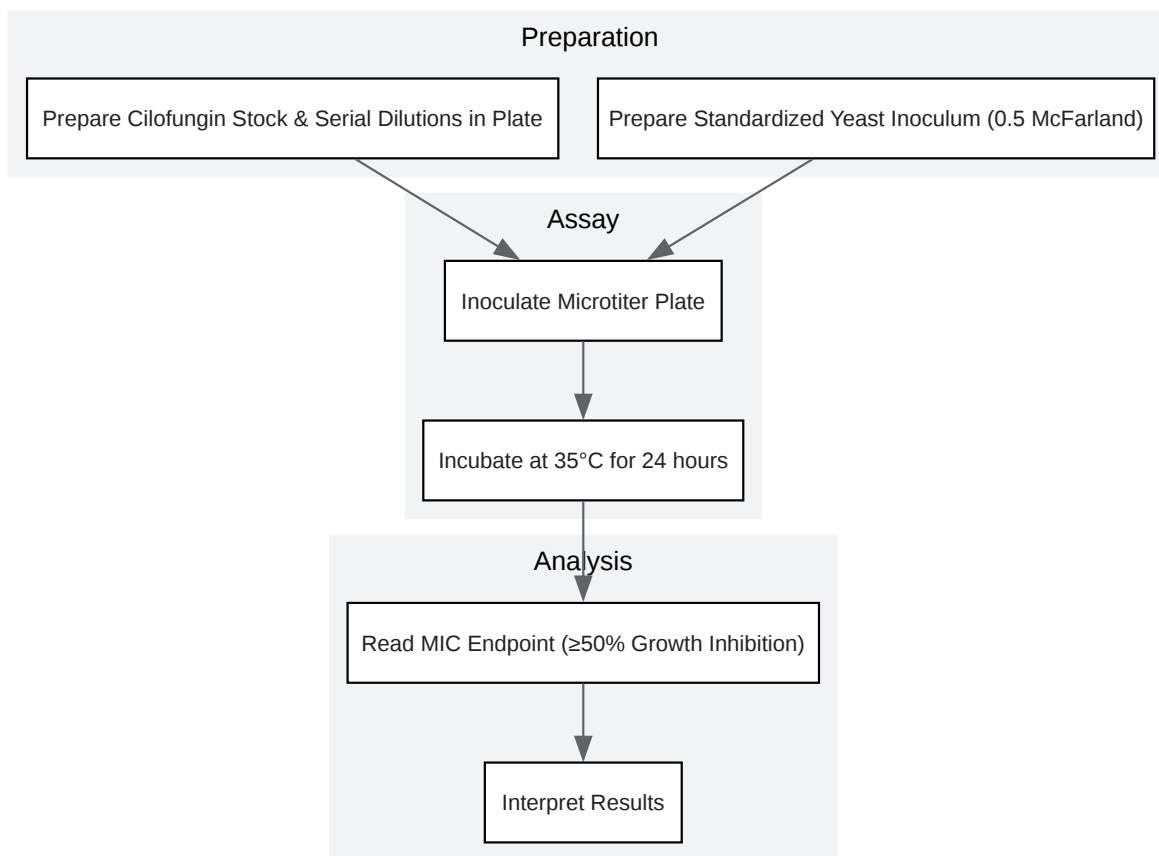 Preparation
Prepare Cilofungin Stock & Serial Dilutions in Plate
Prepare Standardized Yeast Inoculum (0.5 McFarland)
Assay
Inoculate Microtiter Plate
Incubate at 35°C for 24 hours
Analysis
Read MIC Endpoint (≥50% Growth Inhibition)
Interpret Results